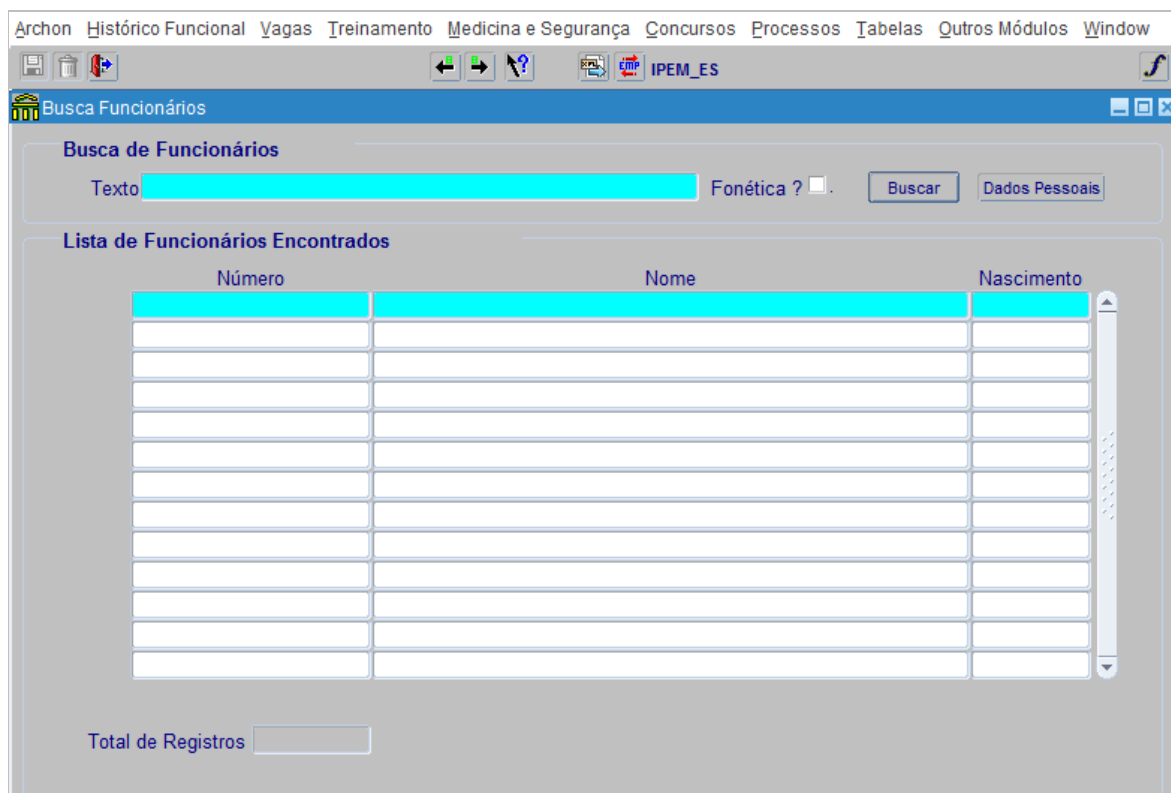 Archon Histórico Funcional Vagas Treinamento Medicina e Segurança Concursos Processos Tabelas Outros Módulos Window
EMP IPEM_ES
Busca Funcionários
Busca de Funcionários
Texto Fonética ? . Buscar Dados Pessoais
Lista de Funcionários Encontrados
Número Nome Nascimento
Total de Registros